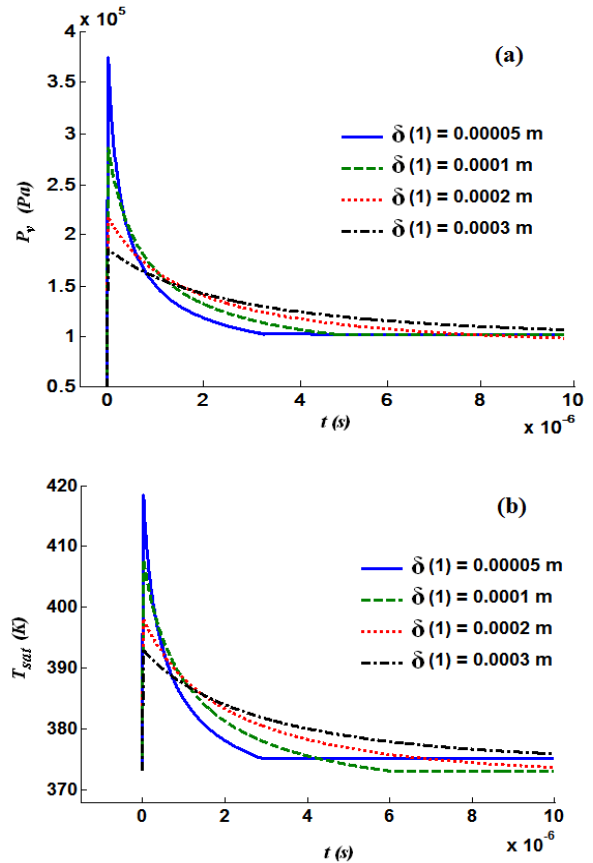 x 10⁵
4
(a)
3.5
δ (1) = 0.00005 m
3
δ (1) = 0.0001 m
2.5
δ (1) = 0.0002 m
P_v (Pa)
δ (1) = 0.0003 m
2
1.5
1
0.5
0 2 4 6 8 10
t (s)
x 10⁻⁶
420
(b)
410
δ (1) = 0.00005 m
δ (1) = 0.0001 m
400
δ (1) = 0.0002 m
T_sat (K)
δ (1) = 0.0003 m
390
380
370
0 2 4 6 8 10
t (s)
x 10⁻⁶